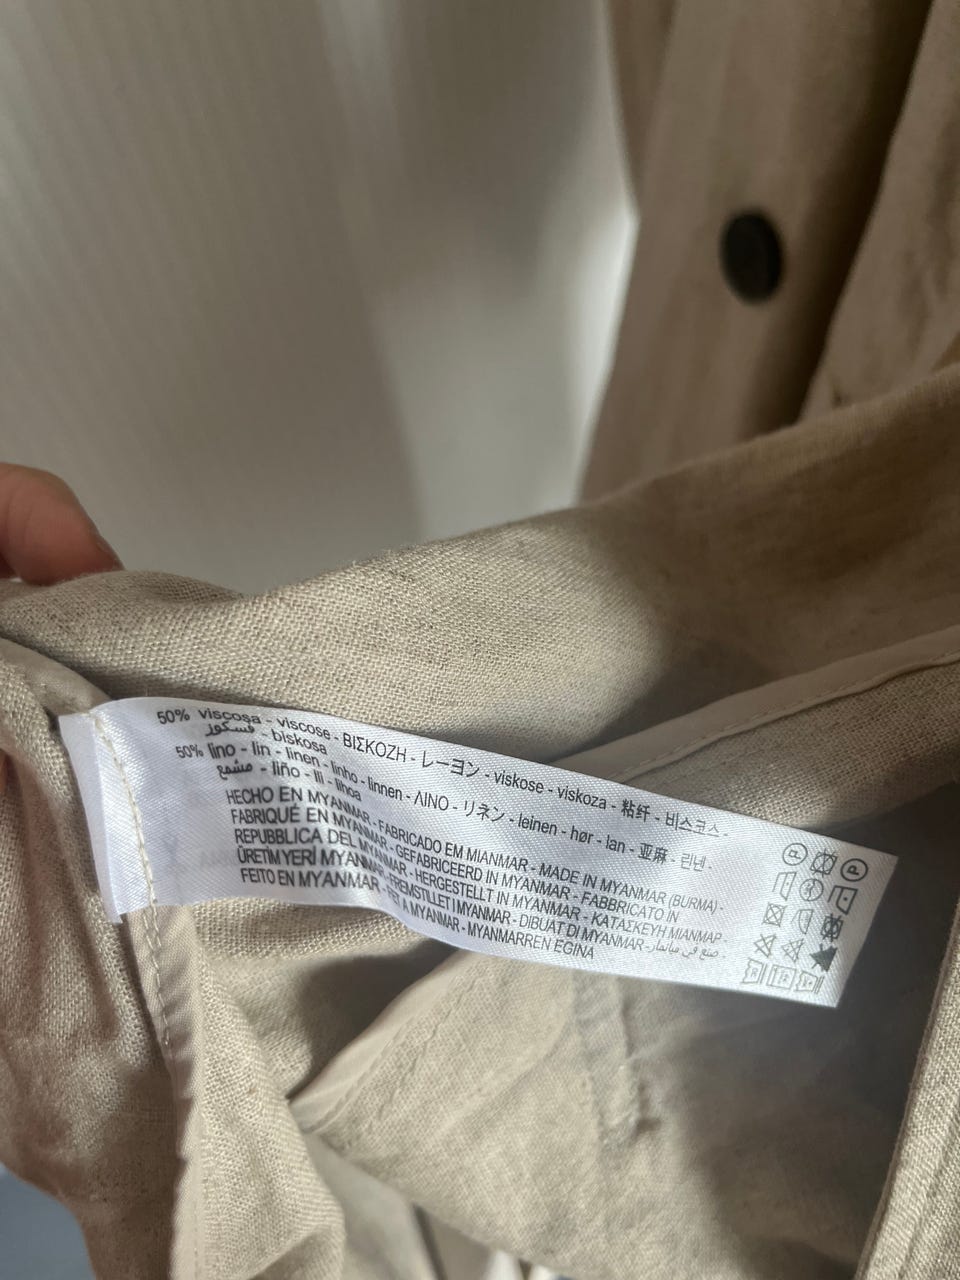 50% viscosa - viscose - ΒΙΣΚΟΖΗ - レーヨン - viskose - viskoza - 粘纤 - 비스코스 -
فسكوز - biskosa
50% lino - lin - linen - linho - linnen - ΛΙΝΟ - リネン - leinen - hør - lan - 亚麻 - 린넨 -
مشمع - liño - lli - lihoa
HECHO EN MYANMAR - FABRICADO EM MIANMAR - MADE IN MYANMAR (BURMA) -
FABRIQUÉ EN MYANMAR - GEFABRICEERD IN MYANMAR - FABBRICATO IN
REPUBBLICA DEL MYANMAR - HERGESTELLT IN MYANMAR - ΚΑΤΑΣΚΕΥΗ ΜΙΑΝΜΑΡ -
ÜRETİM YERİ MYANMAR - FREMSTILLET I MYANMAR - DIBUAT DI MYANMAR - صنع في ميانمار -
FEITO EN MYANMAR - FET A MYANMAR - MYANMARREN EGINA